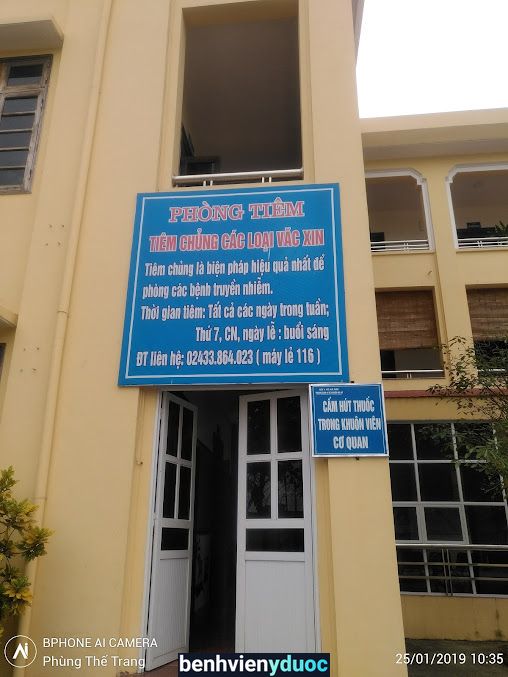 PHÒNG TIÊM
TIÊM CHỦNG CÁC LOẠI VĂC XIN
Tiêm chủng là biện pháp hiệu quả nhất để
phòng các bệnh truyền nhiễm.
Thời gian tiêm: Tất cả các ngày trong tuần;
Thứ 7, CN, ngày lễ : buổi sáng
ĐT liên hệ: 02433.864.023 ( máy lẻ 116 )
CẤM HÚT THUỐC
TRONG KHUÔN VIÊN
CƠ QUAN
BPHONE AI CAMERA
Phùng Thế Trang
benhvienyduoc
25/01/2019 10:35